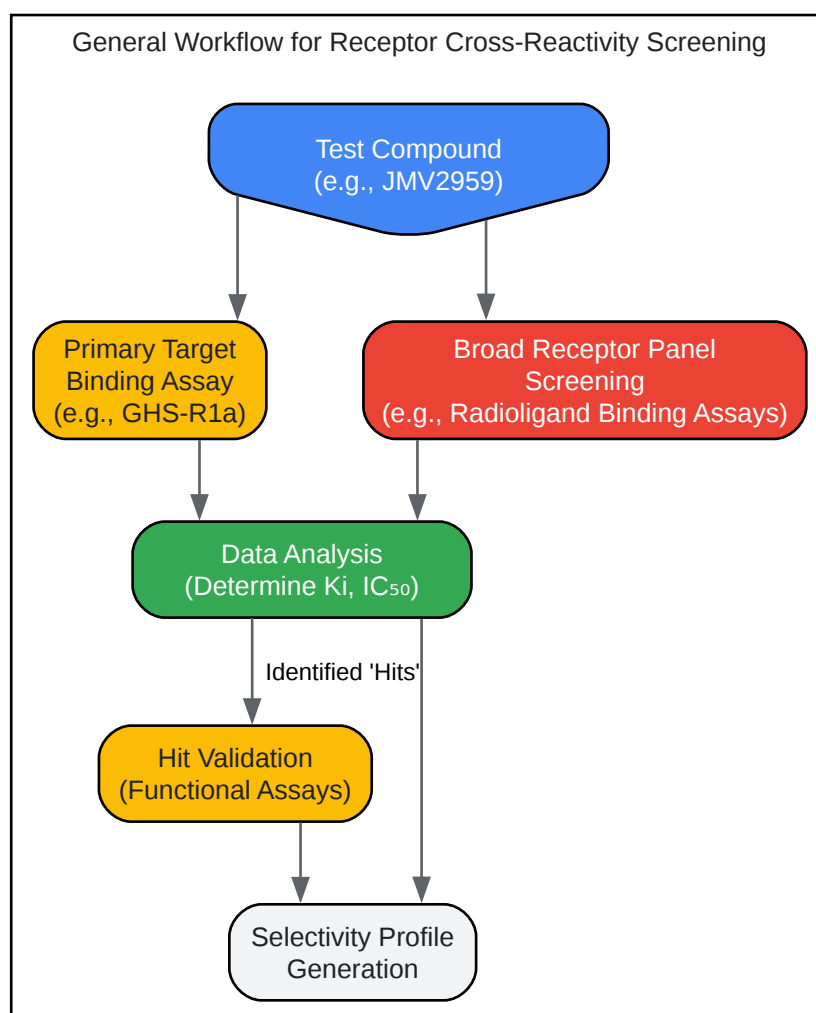 General Workflow for Receptor Cross-Reactivity Screening
Test Compound
(e.g., JMV2959)
Primary Target
Binding Assay
(e.g., GHS-R1a)
Broad Receptor Panel
Screening
(e.g., Radioligand Binding Assays)
Data Analysis
(Determine Ki, IC₅₀)
Identified 'Hits'
Hit Validation
(Functional Assays)
Selectivity Profile
Generation